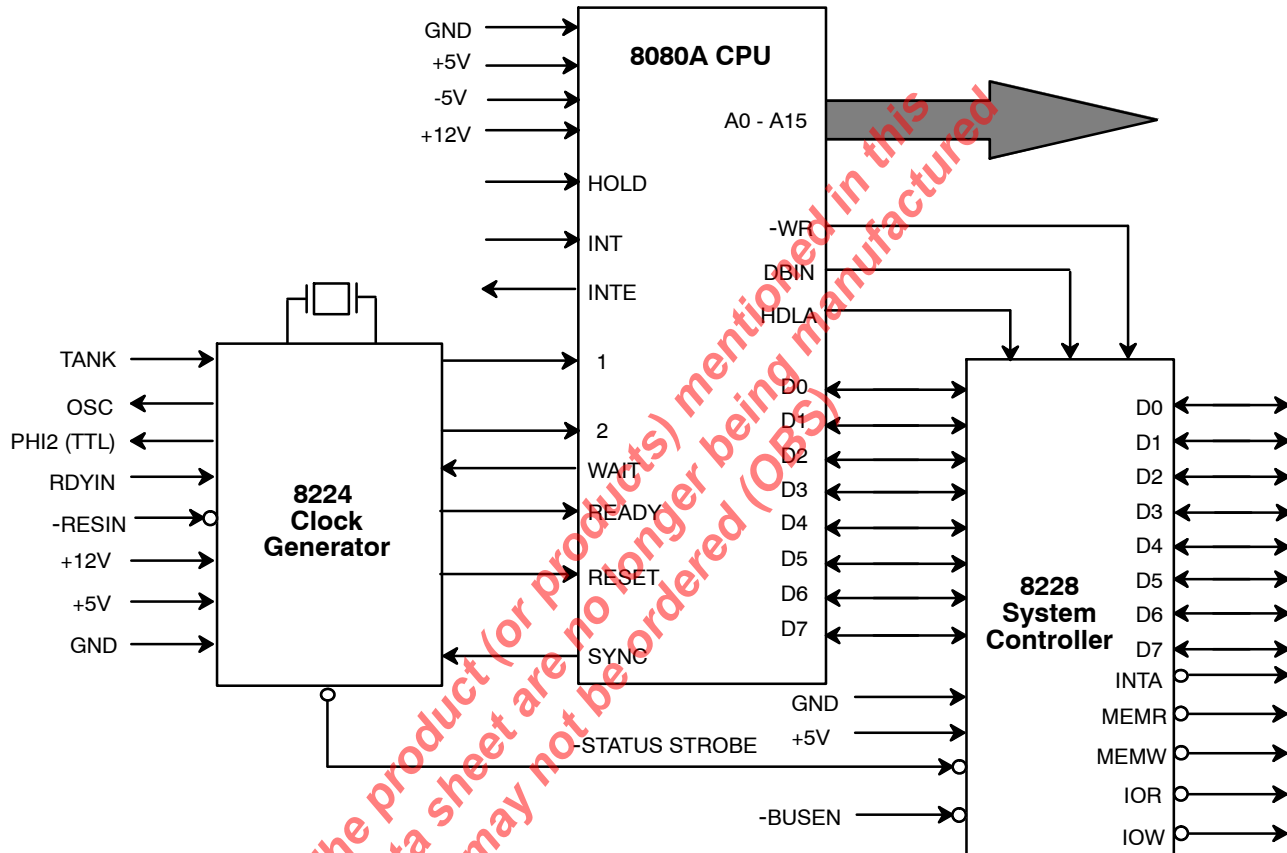 GND
+5V
-5V
+12V
HOLD
INT
INTE
8080A CPU
A0 - A15
-WR
DBIN
HDLA
1
2
WAIT
READY
RESET
SYNC
D0
D1
D2
D3
D4
D5
D6
D7
TANK
OSC
PHI2 (TTL)
RDYIN
-RESIN
+12V
+5V
GND
8224
Clock
Generator
-STATUS STROBE
GND
+5V
-BUSEN
8228
System
Controller
D0
D1
D2
D3
D4
D5
D6
D7
INTA
MEMR
MEMW
IOR
IOW
he product (or products) mentioned in this
ta sheet are no longer being manufactured
may not be ordered (OBS)